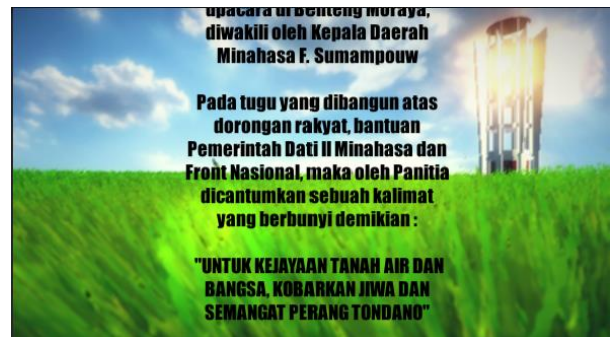 upacara di Benteng Moraya,
diwakili oleh Kepala Daerah
Minahasa F. Sumampouw
Pada tugu yang dibangun atas
dorongan rakyat, bantuan
Pemerintah Dati II Minahasa dan
Front Nasional, maka oleh Panitia
dicantumkan sebuah kalimat
yang berbunyi demikian :
"UNTUK KEJAYAAN TANAH AIR DAN
BANGSA, KOBARKAN JIWA DAN
SEMANGAT PERANG TONDANO"